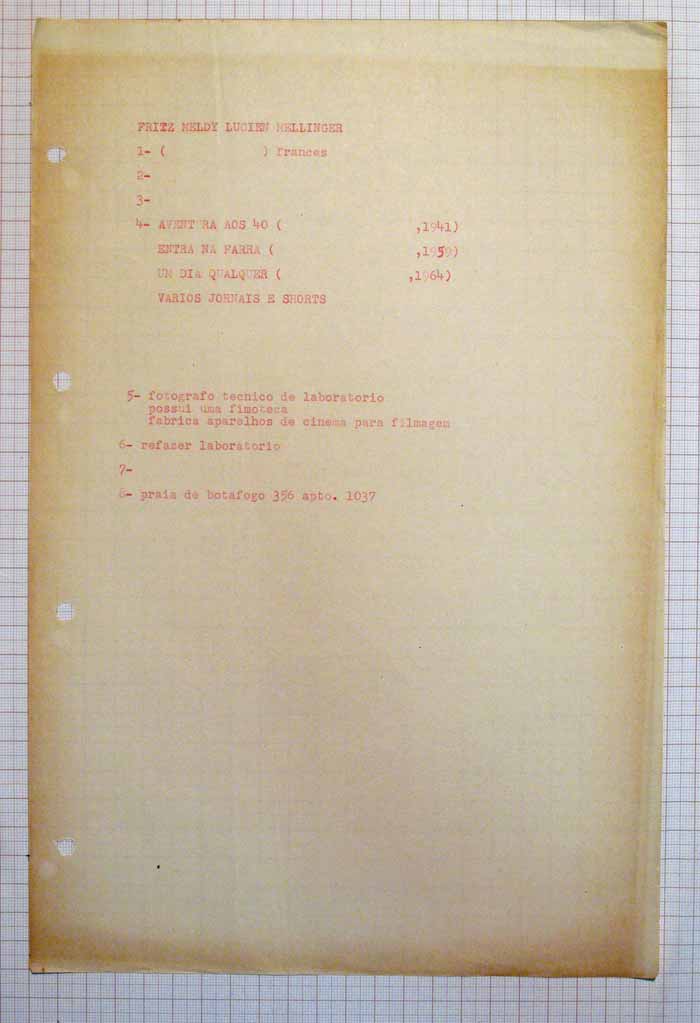 FRITZ MELDY LUCIEN MELLINGER
1- ( ) frances
2-
3-
4- AVENTURA AOS 40 ( ,1941)
ENTRA NA FARRA ( ,1959)
UM DIA QUALQUER ( ,1964)
VARIOS JORNAIS E SHORTS
5- fotografo tecnico de laboratorio
possui uma fimoteca
fabrica aparelhos de cinema para filmagem
6- refazer laboratorio
7-
8- praia de botafogo 356 apto. 1037